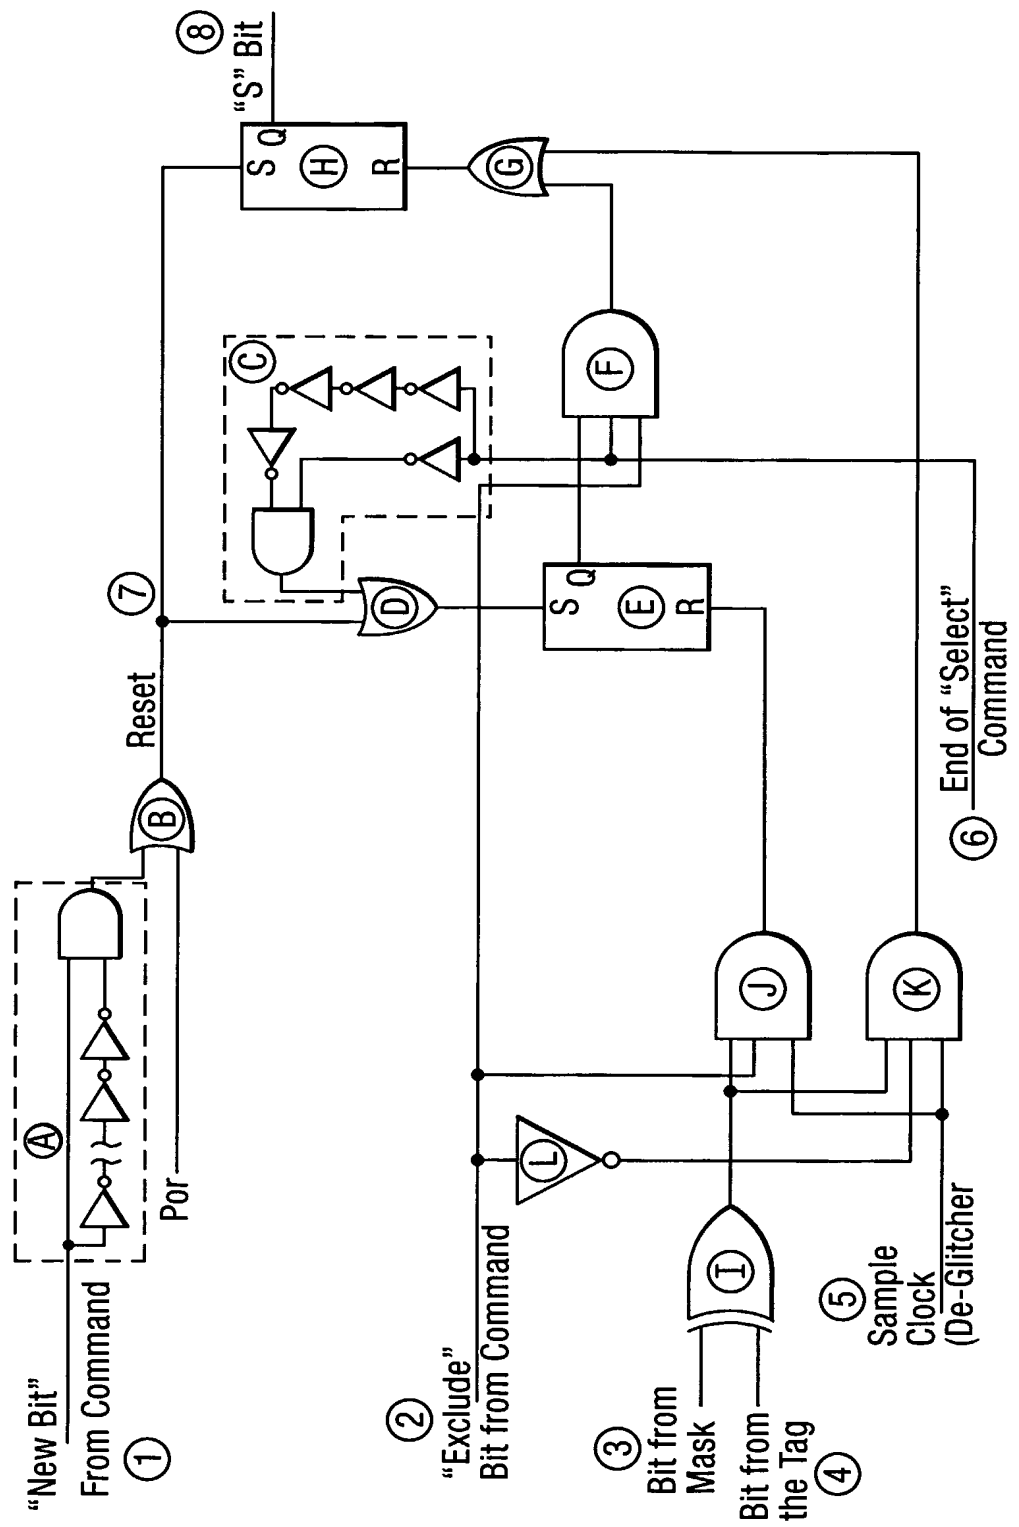 "New Bit"
From Command
1
A
Por
B
Reset
7
C
D
S
Q
E
R
F
G
S
Q
H
R
8
"S" Bit
2
"Exclude"
Bit from Command
L
3
Bit from
Mask
Bit from
the Tag
4
I
J
K
5
Sample
Clock
(De-Glitcher
6
End of "Select"
Command